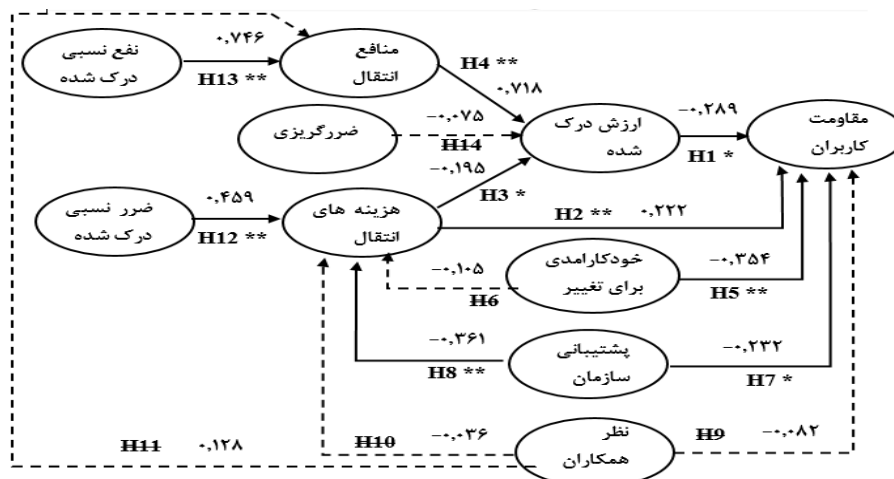 ۰,۷۴۶
نفع نسبی
درک شده
H13 **
منافع
انتقال
H4 **
۰,۷۱۸
ضررگریزی
−۰,۰۷۵
H14
ارزش درک
شده
−۰,۲۸۹
H1 *
مقاومت
کاربران
−۰,۱۹۵
H3 *
ضرر نسبی
درک شده
۰,۴۵۹
H12 **
هزینه های
انتقال
H2 **
۰,۲۲۲
−۰,۱۰۵
H6
خودکارامدی
برای تغییر
−۰,۳۵۴
H5 **
−۰,۳۶۱
H8 **
پشتیبانی
سازمان
−۰,۲۳۲
H7 *
H11
۰,۱۲۸
H10
−۰,۰۳۶
نظر
همکاران
H9
−۰,۰۸۲